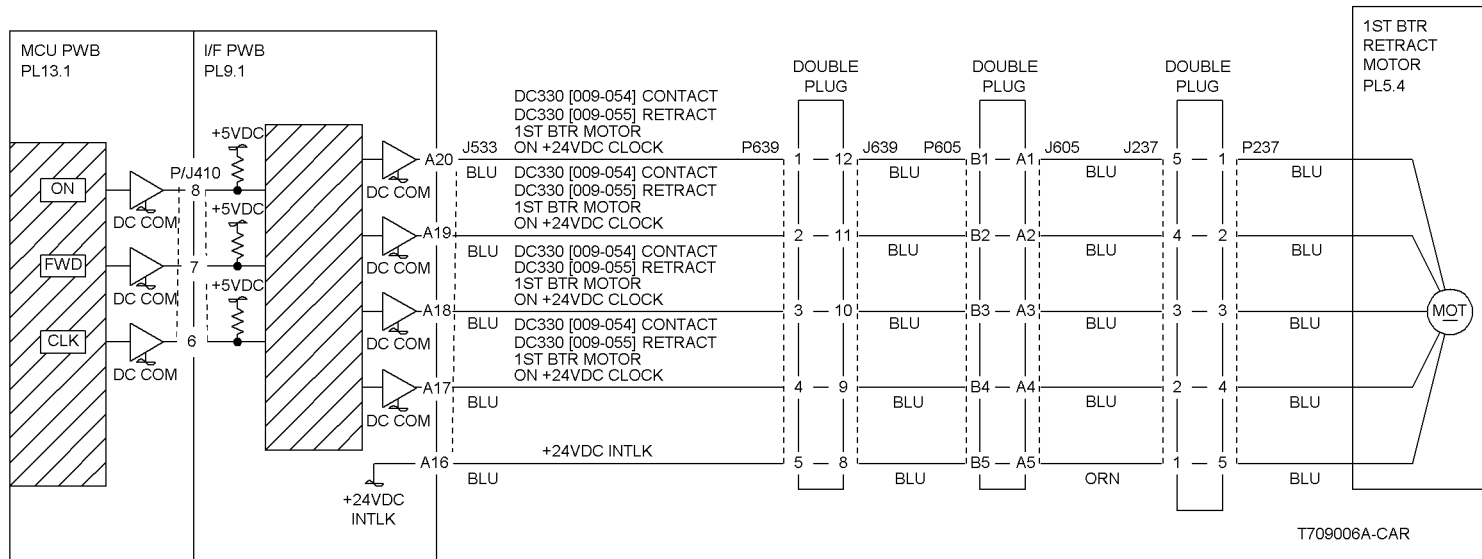 MCU PWB
PL13.1
I/F PWB
PL9.1
1ST BTR
RETRACT
MOTOR
PL5.4
DOUBLE
PLUG
DOUBLE
PLUG
DOUBLE
PLUG
+5VDC
+5VDC
+5VDC
P/J410
ON
FWD
CLK
DC COM
DC COM
DC COM
8
7
6
DC COM
DC COM
DC COM
DC COM
DC330 [009-054] CONTACT
DC330 [009-055] RETRACT
1ST BTR MOTOR
ON +24VDC CLOCK
A20 J533 P639 1 12 J639 P605 B1 A1 J605 J237 5 1 P237
BLU BLU BLU BLU
DC330 [009-054] CONTACT
DC330 [009-055] RETRACT
1ST BTR MOTOR
ON +24VDC CLOCK
A19 2 11 B2 A2 4 2
BLU BLU BLU BLU
DC330 [009-054] CONTACT
DC330 [009-055] RETRACT
1ST BTR MOTOR
ON +24VDC CLOCK
A18 3 10 B3 A3 3 3 MOT
BLU BLU BLU BLU
DC330 [009-054] CONTACT
DC330 [009-055] RETRACT
1ST BTR MOTOR
ON +24VDC CLOCK
A17 4 9 B4 A4 2 4
BLU BLU BLU BLU
+24VDC INTLK
A16 5 8 B5 A5 1 5
BLU BLU ORN BLU
+24VDC
INTLK
T709006A-CAR